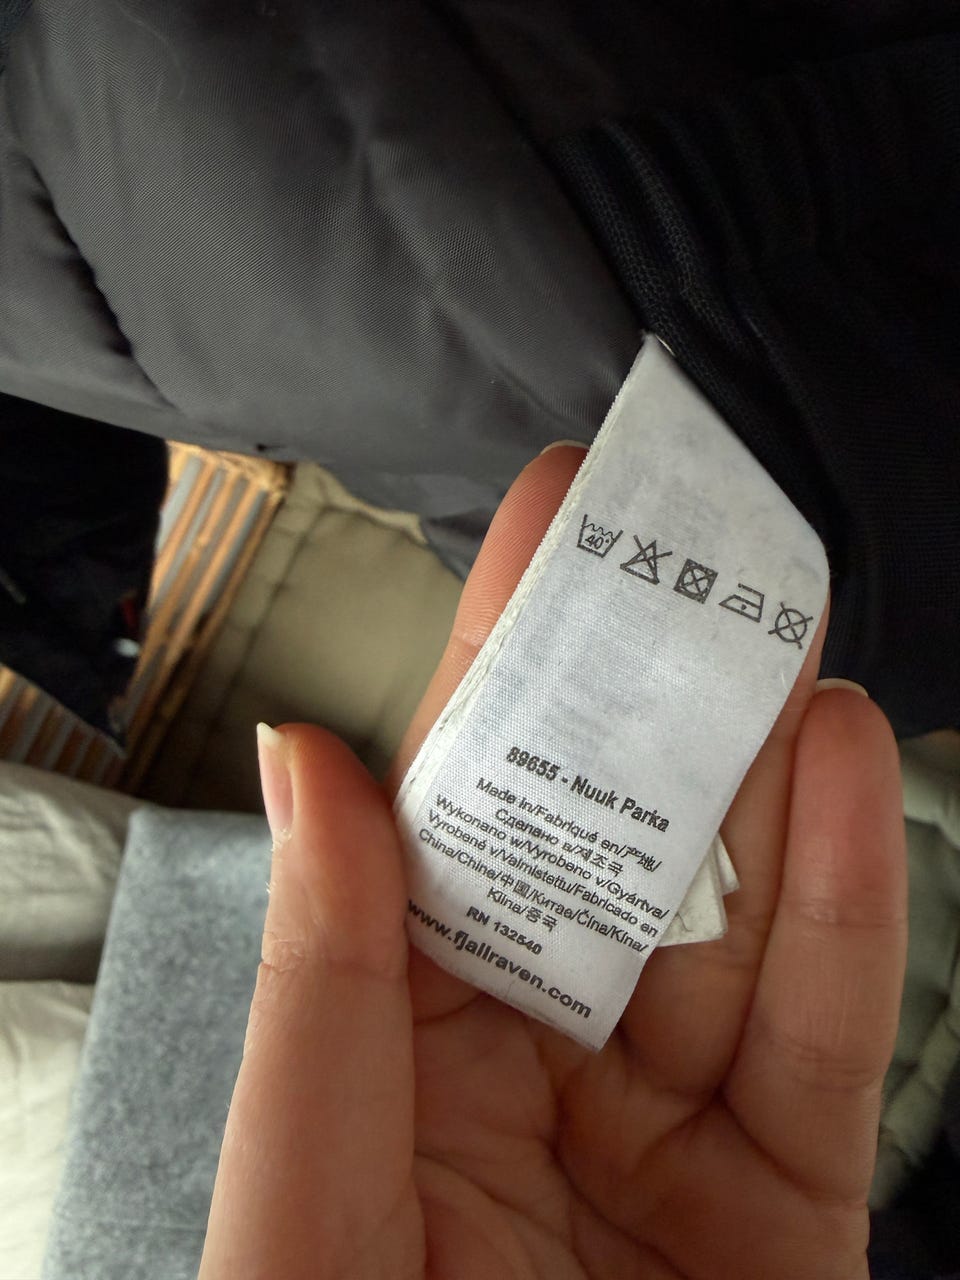 40°
89655 - Nuuk Parka
Made in/Fabriqué en/产地/
Сделано в/제조국
Wykonano w/Vyrobeno v/Gyártva/
Vyrobené v/Valmistettu/Fabricado en
China/China/中国/Китае/Čína/Kína/
Kiina/중국
RN 132540
www.fjallraven.com